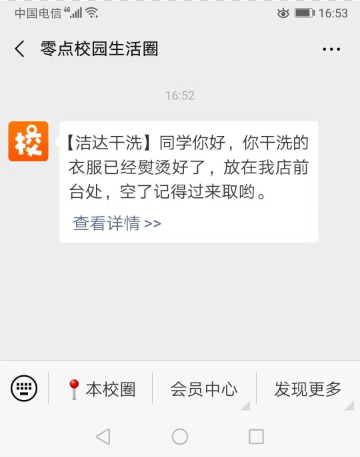 中国电信 4G 16:53
零点校园生活圈
16:52
校
【洁达干洗】同学你好，你干洗的
衣服已经熨烫好了，放在我店前
台处，空了记得过来取哟。
查看详情 >>
本校圈 会员中心 发现更多